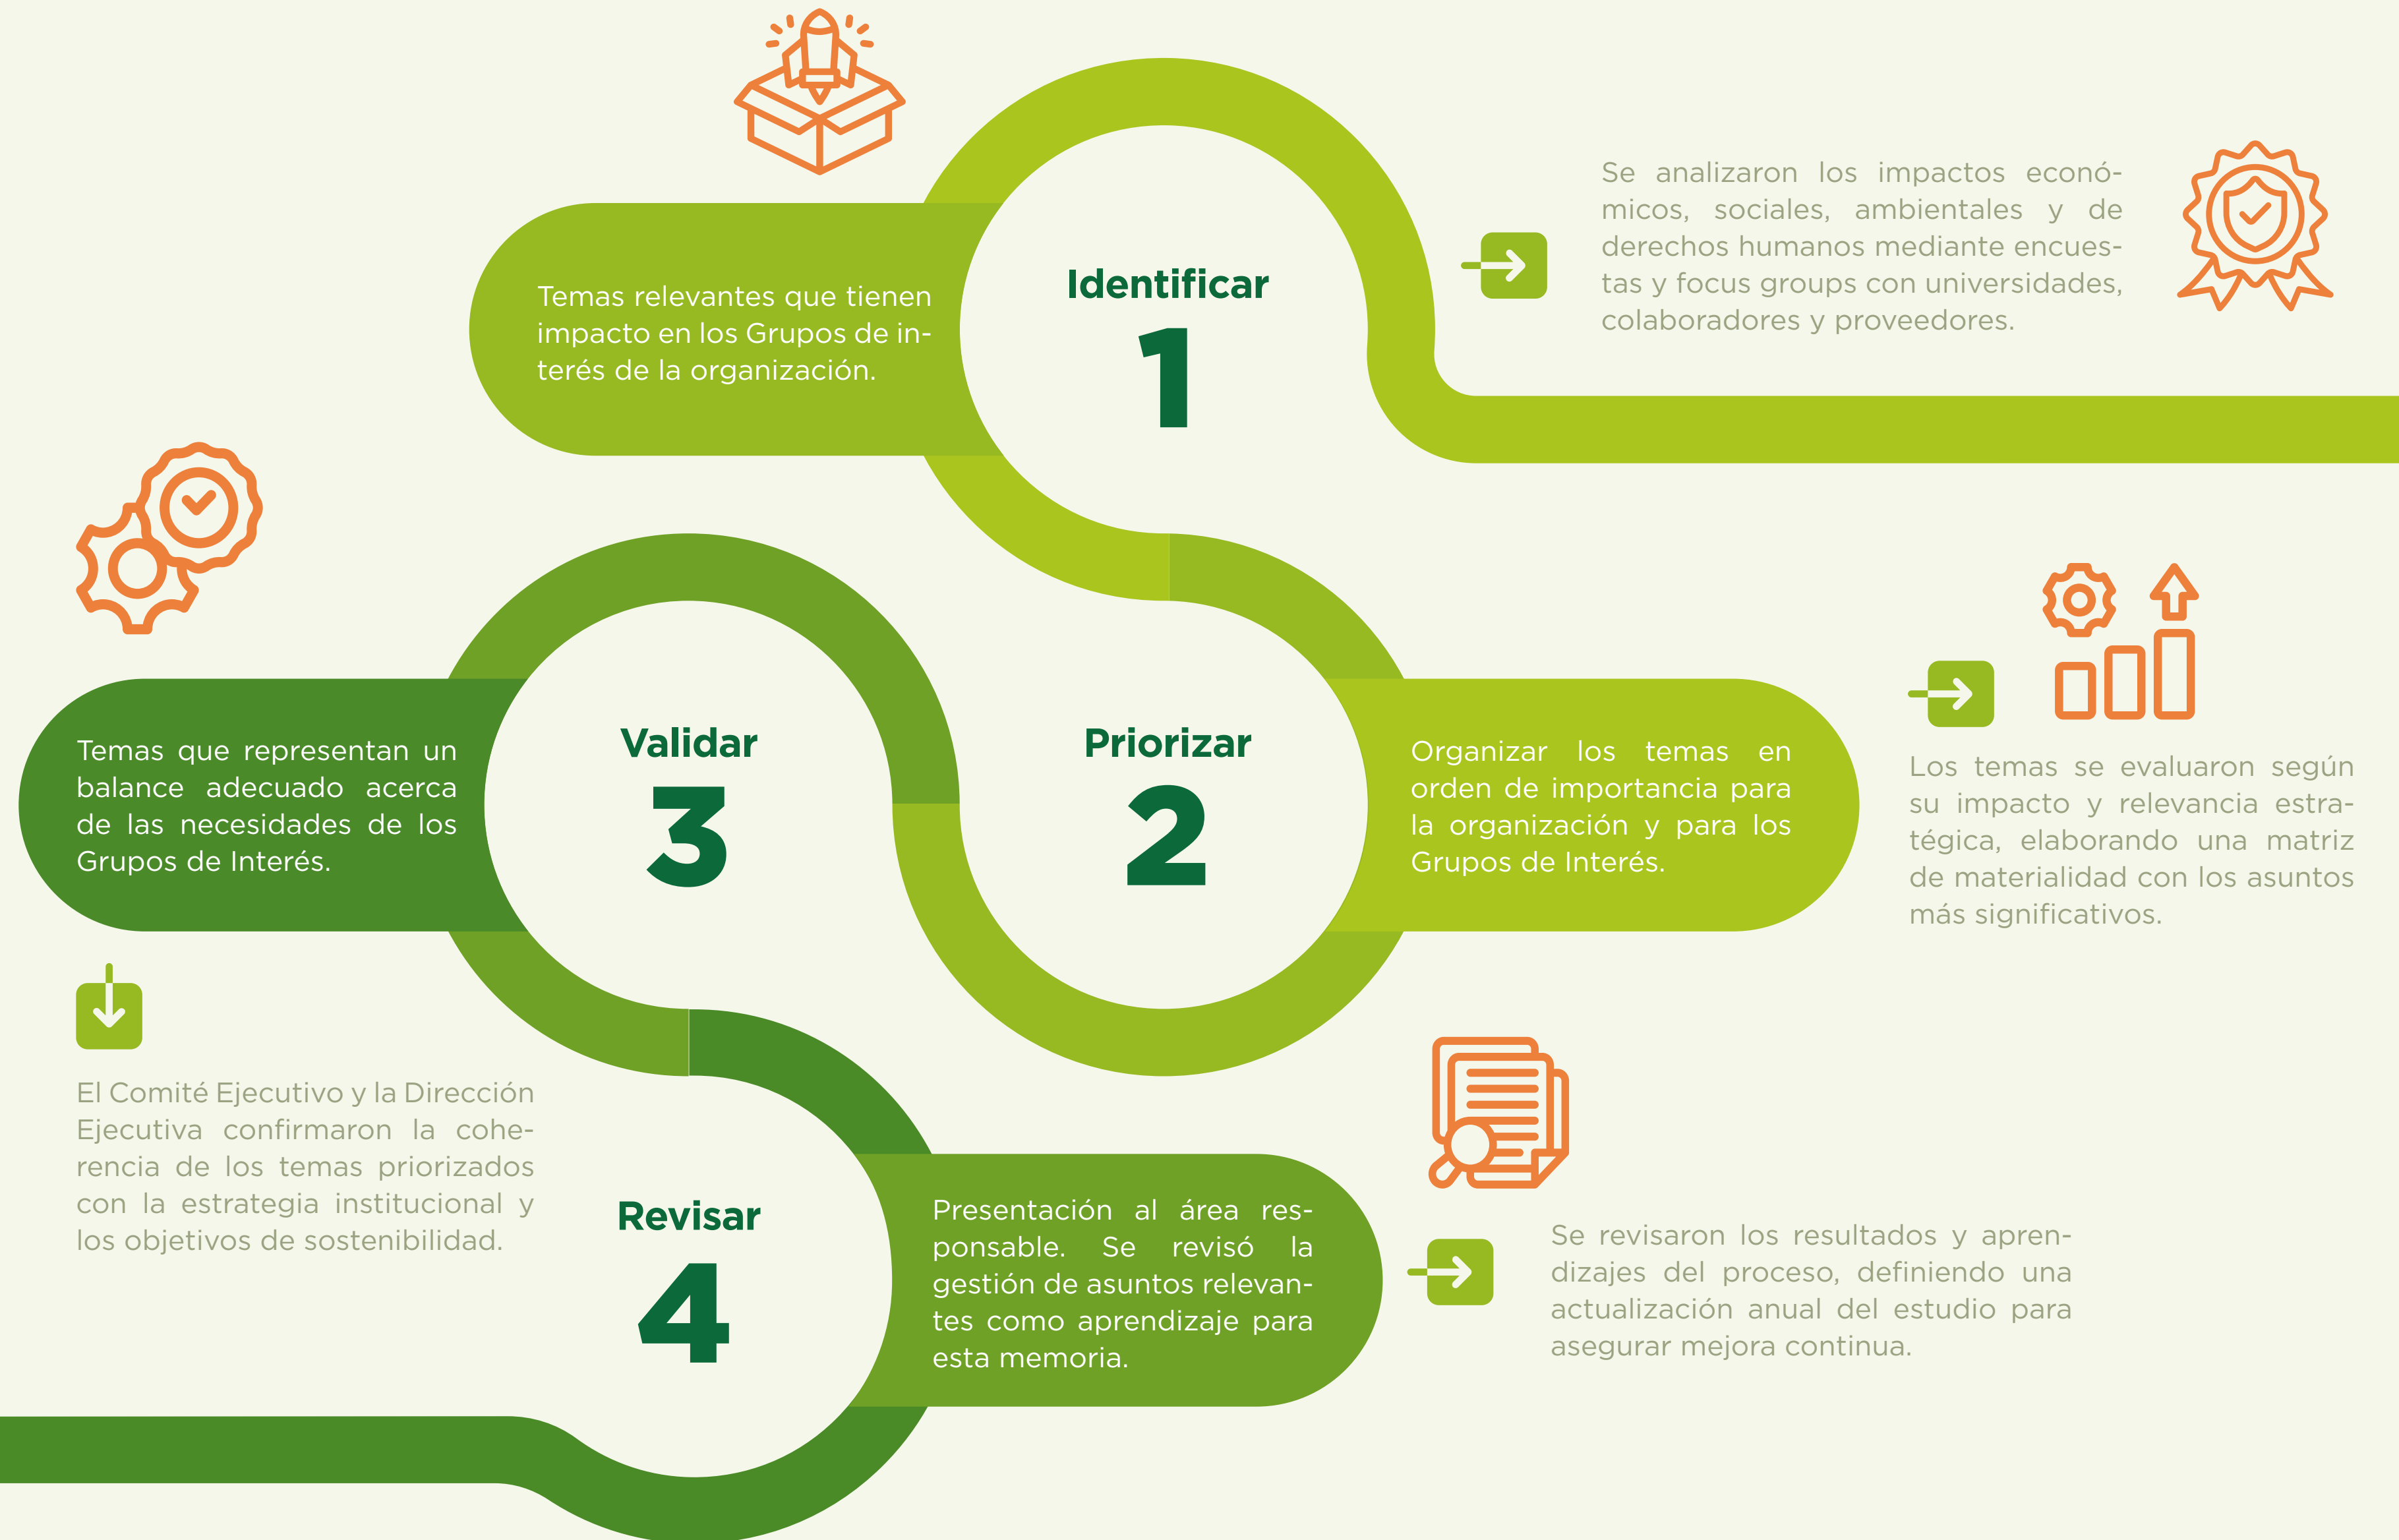 Identificar
1
Temas relevantes que tienen
impacto en los Grupos de in-
terés de la organización.
Se analizaron los impactos econó-
micos, sociales, ambientales y de
derechos humanos mediante encues-
tas y focus groups con universidades,
colaboradores y proveedores.
Priorizar
2
Organizar los temas en
orden de importancia para
la organización y para los
Grupos de Interés.
Los temas se evaluaron según
su impacto y relevancia estra-
tégica, elaborando una matriz
de materialidad con los asuntos
más significativos.
Validar
3
Temas que representan un
balance adecuado acerca
de las necesidades de los
Grupos de Interés.
El Comité Ejecutivo y la Dirección
Ejecutiva confirmaron la cohe-
rencia de los temas priorizados
con la estrategia institucional y
los objetivos de sostenibilidad.
Revisar
4
Presentación al área res-
ponsable. Se revisó la
gestión de asuntos relevan-
tes como aprendizaje para
esta memoria.
Se revisaron los resultados y apren-
dizajes del proceso, definiendo una
actualización anual del estudio para
asegurar mejora continua.